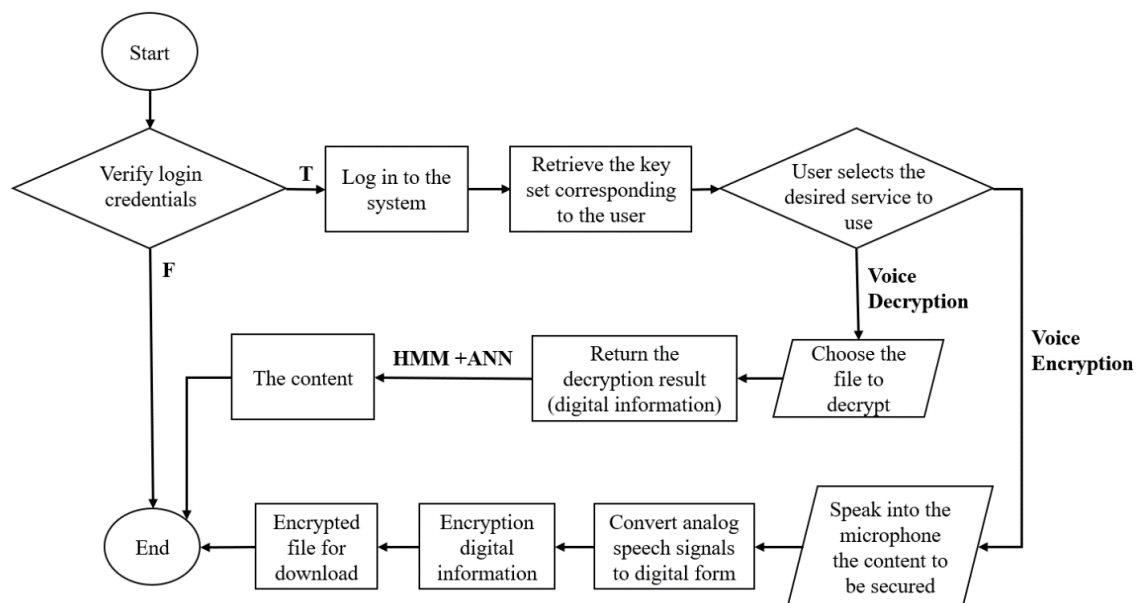 Start
Verify login
credentials
T
Log in to the
system
Retrieve the key
set corresponding
to the user
User selects the
desired service to
use
F
Voice
Decryption
Voice
Encryption
Choose the
file to
decrypt
Return the
decryption result
(digital information)
HMM +ANN
The content
Speak into the
microphone
the content to
be secured
Convert analog
speech signals
to digital form
Encryption
digital
information
Encrypted
file for
download
End